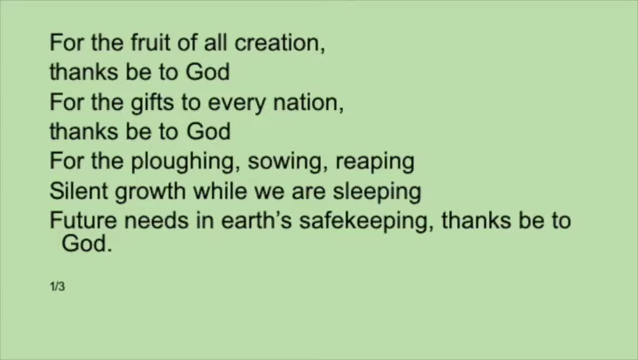 For the fruit of all creation,
thanks be to God
For the gifts to every nation,
thanks be to God
For the ploughing, sowing, reaping
Silent growth while we are sleeping
Future needs in earth's safekeeping, thanks be to
God.
1/3